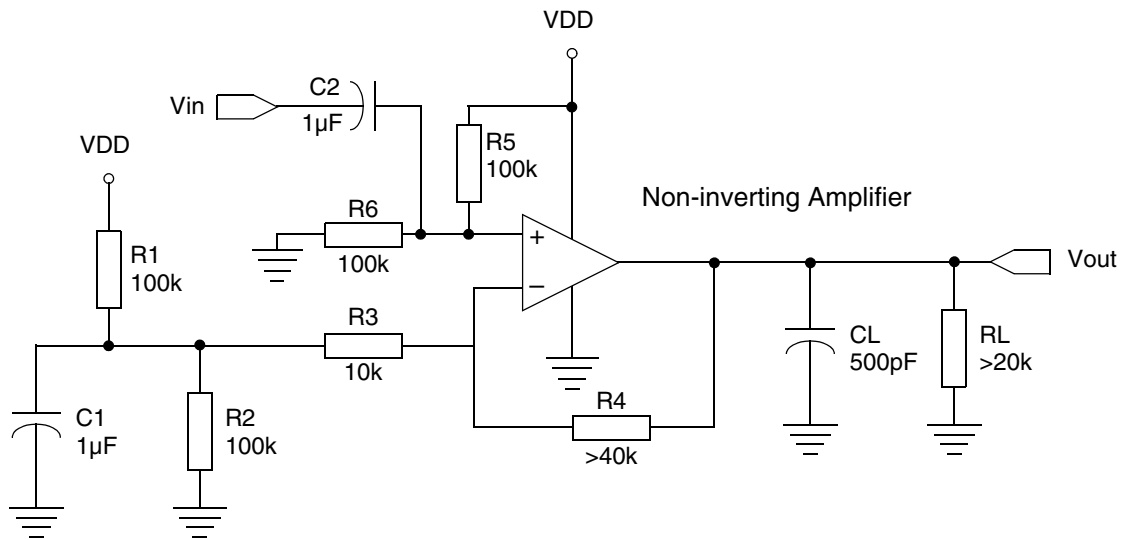 VDD
C2
Vin
1µF
VDD
R5
100k
Non-inverting Amplifier
R6
+
100k
R1
100k
Vout
−
R3
10k
CL
500pF
RL
>20k
R4
>40k
C1
1µF
R2
100k